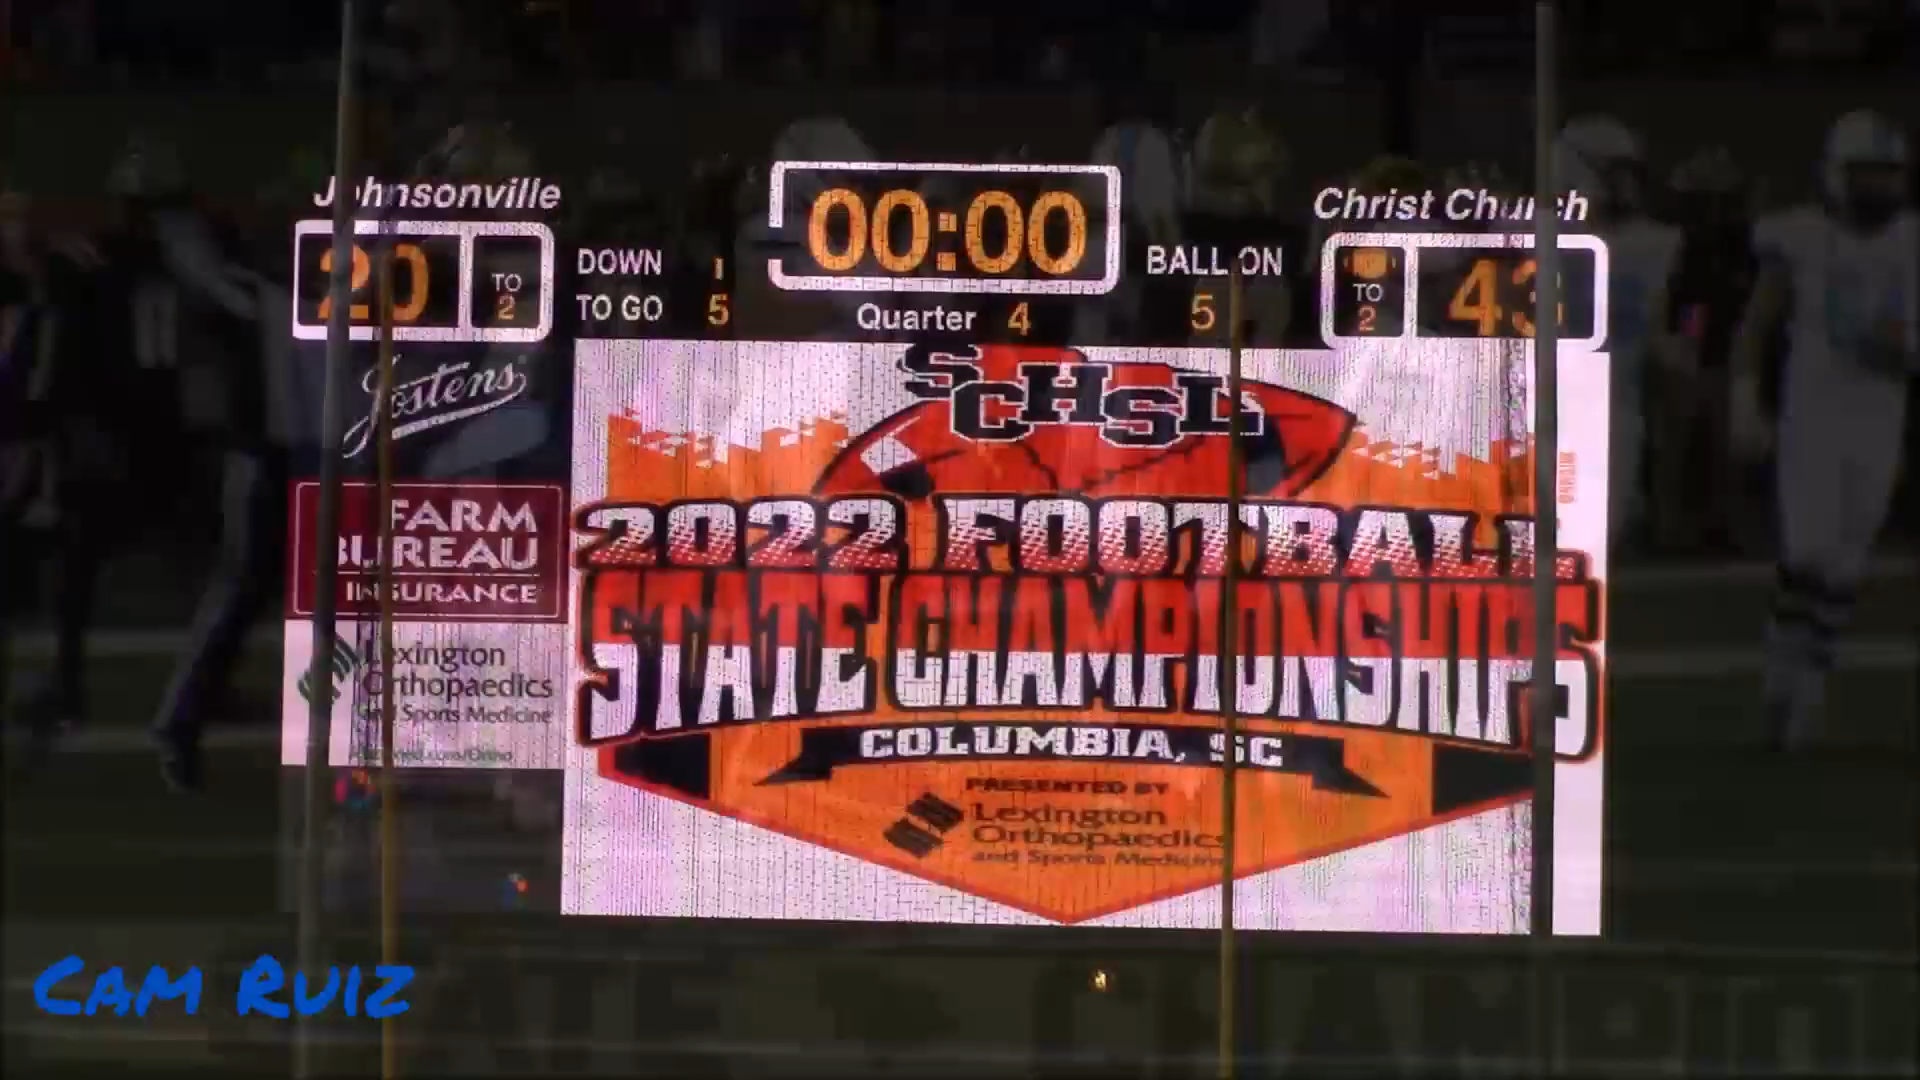 Johnsonville
00:00
Christ Church
20
TO
2
DOWN 1
TO GO 5
Quarter 4
BALL ON
5
TO
2
43
Jostens
FARM
BUREAU
INSURANCE
Lexington
Orthopaedics
and Sports Medicine
SCHSL
2022 FOOTBALL
STATE CHAMPIONSHIPS
COLUMBIA, SC
PRESENTED BY
Lexington
Orthopaedics
and Sports Medicine
CAM RUIZ